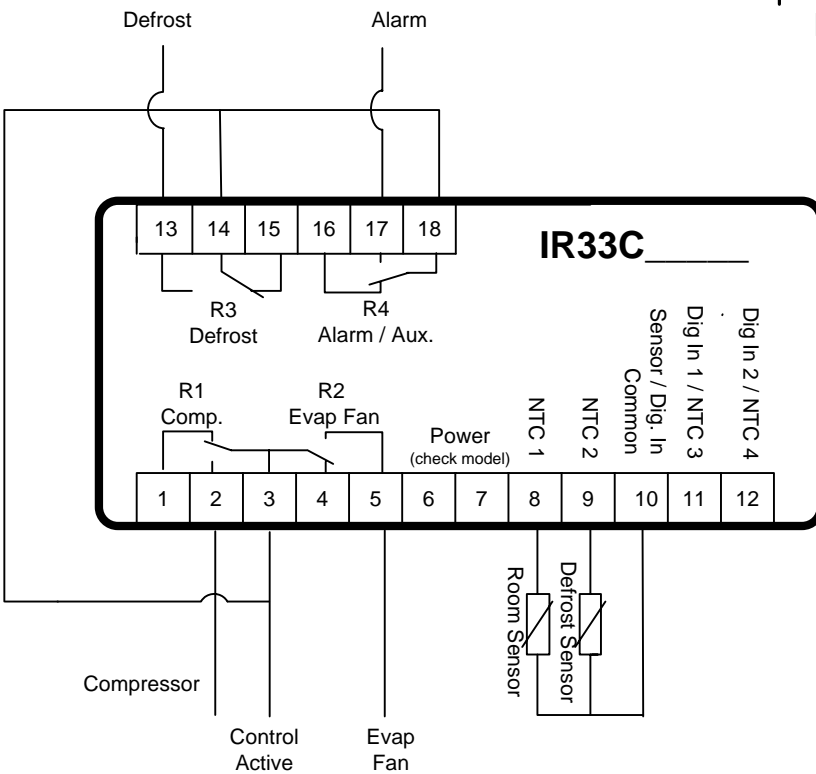 Defrost
Alarm
13 14 15 16 17 18
IR33C______
R3
Defrost
R4
Alarm / Aux.
R1
Comp.
R2
Evap Fan
Power
(check model)
NTC 1
NTC 2
Sensor / Dig. In
Common
Dig In 1 / NTC 3
Dig In 2 / NTC 4
1 2 3 4 5 6 7 8 9 10 11 12
Room Sensor
Defrost Sensor
Compressor
Control
Active
Evap
Fan